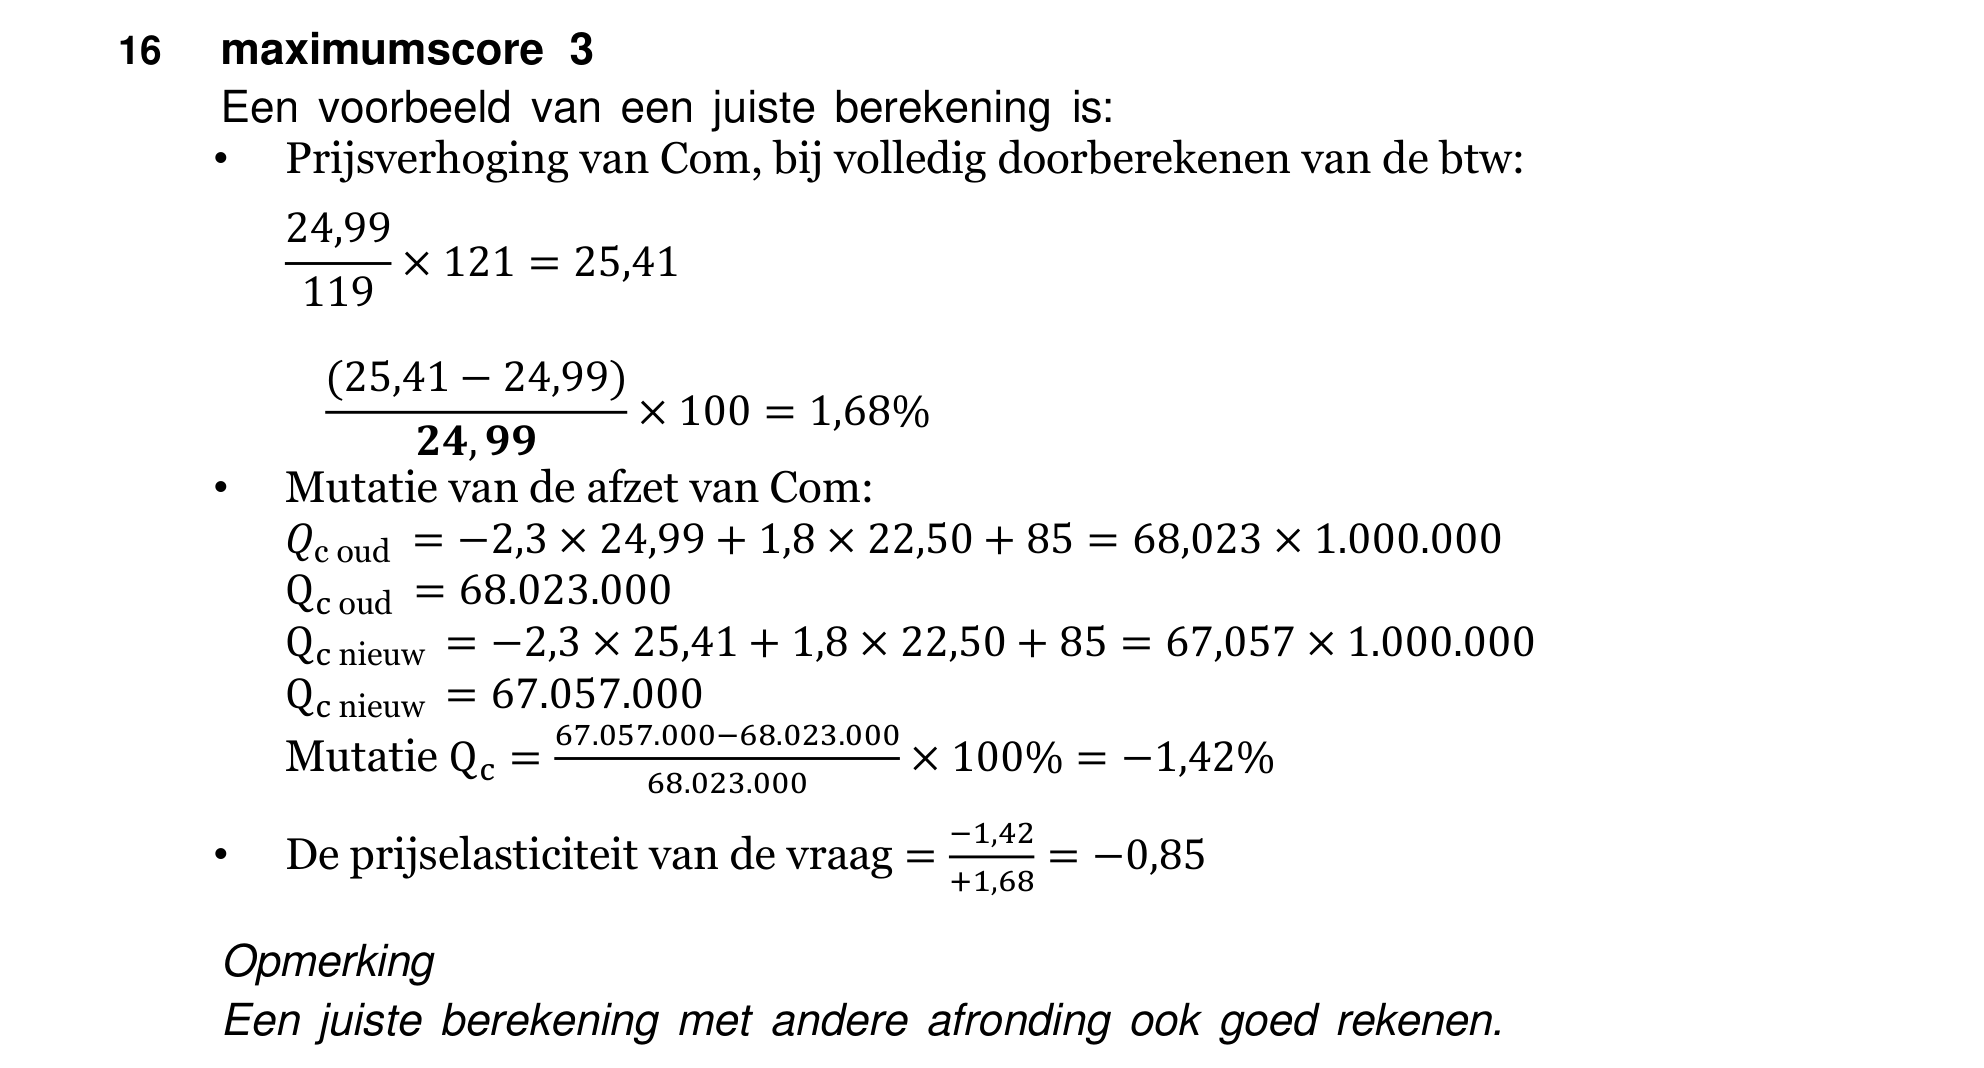 16 maximumscore 3
Een voorbeeld van een juiste berekening is:
• Prijsverhoging van Com, bij volledig doorberekenen van de btw:
24,99/119 × 121 = 25,41
(25,41 − 24,99)/24,99 × 100 = 1,68%
• Mutatie van de afzet van Com:
Qc oud = −2,3 × 24,99 + 1,8 × 22,50 + 85 = 68,023 × 1.000.000
Qc oud = 68.023.000
Qc nieuw = −2,3 × 25,41 + 1,8 × 22,50 + 85 = 67,057 × 1.000.000
Qc nieuw = 67.057.000
Mutatie Qc = 67.057.000−68.023.000/68.023.000 × 100% = −1,42%
• De prijselasticiteit van de vraag = −1,42/+1,68 = −0,85
Opmerking
Een juiste berekening met andere afronding ook goed rekenen.